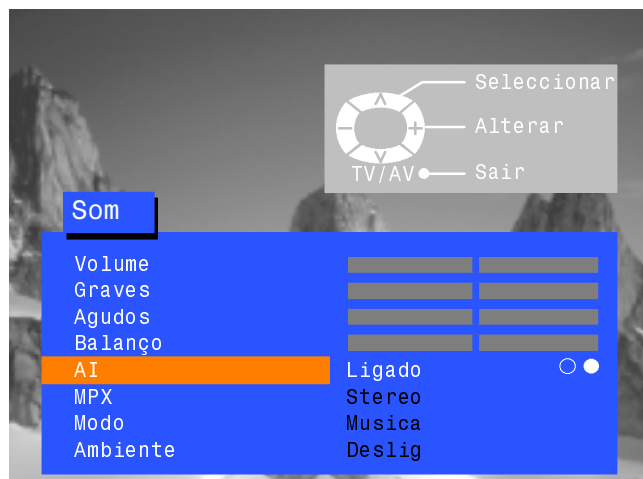 Seleccionar
Alterar
TV/AV Sair
Som
Volume
Graves
Agudos
Balanço
AI Ligado
MPX Stereo
Modo Musica
Ambiente Deslig